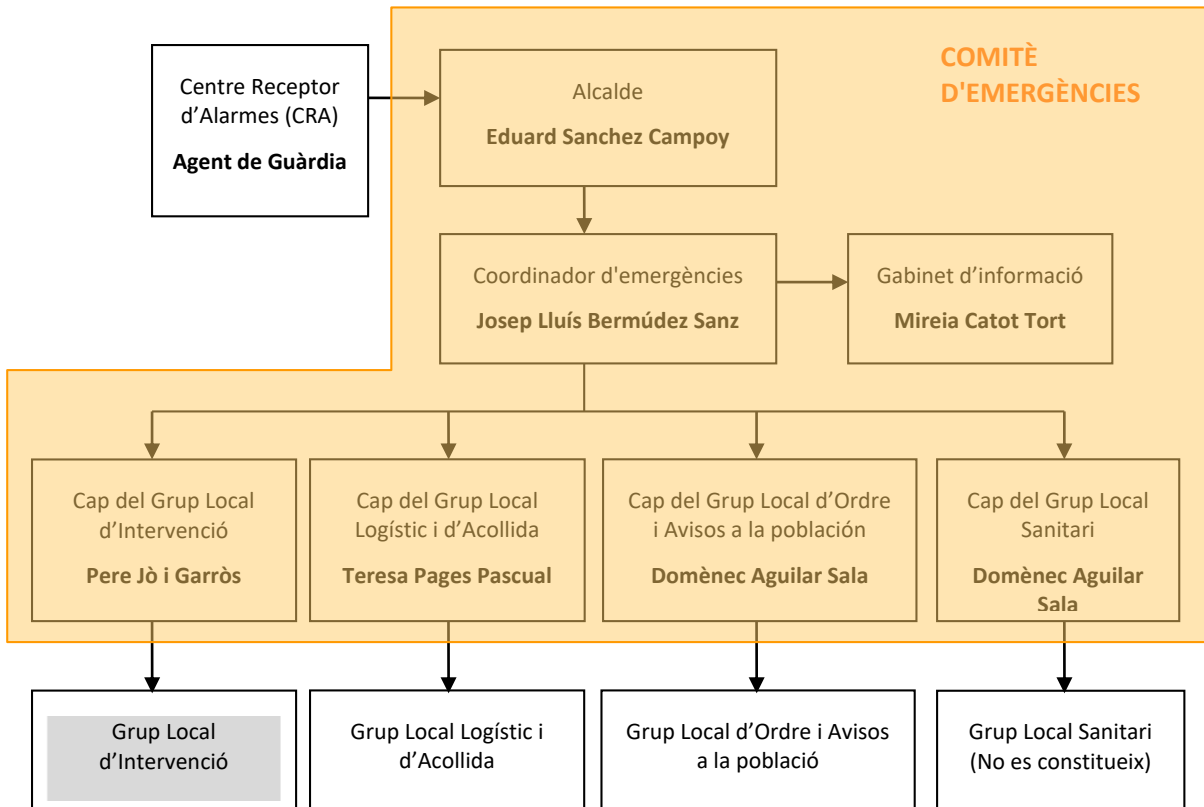 COMITÈ
D'EMERGÈNCIES
Centre Receptor
d’Alarmes (CRA)
Agent de Guàrdia
Alcalde
Eduard Sanchez Campoy
Coordinador d'emergències
Josep Lluís Bermúdez Sanz
Gabinet d’informació
Mireia Catot Tort
Cap del Grup Local
d’Intervenció
Pere Jò i Garròs
Cap del Grup Local
Logístic i d’Acollida
Teresa Pages Pascual
Cap del Grup Local d’Ordre
i Avisos a la población
Domènec Aguilar Sala
Cap del Grup Local
Sanitari
Domènec Aguilar
Sala
Grup Local
d’Intervenció
Grup Local Logístic i
d’Acollida
Grup Local d’Ordre i Avisos
a la població
Grup Local Sanitari
(No es constitueix)